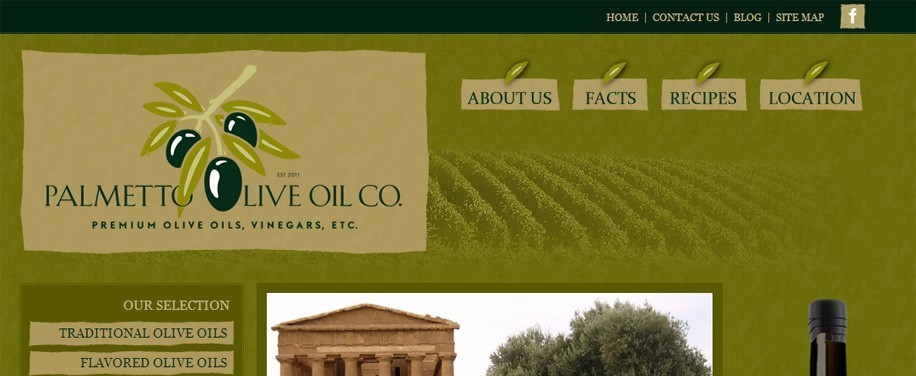 HOME | CONTACT US | BLOG | SITE MAP f
ABOUT US FACTS RECIPES LOCATION
EST. 2011
PALMETTO OLIVE OIL CO.
PREMIUM OLIVE OILS, VINEGARS, ETC.
OUR SELECTION
TRADITIONAL OLIVE OILS
FLAVORED OLIVE OILS